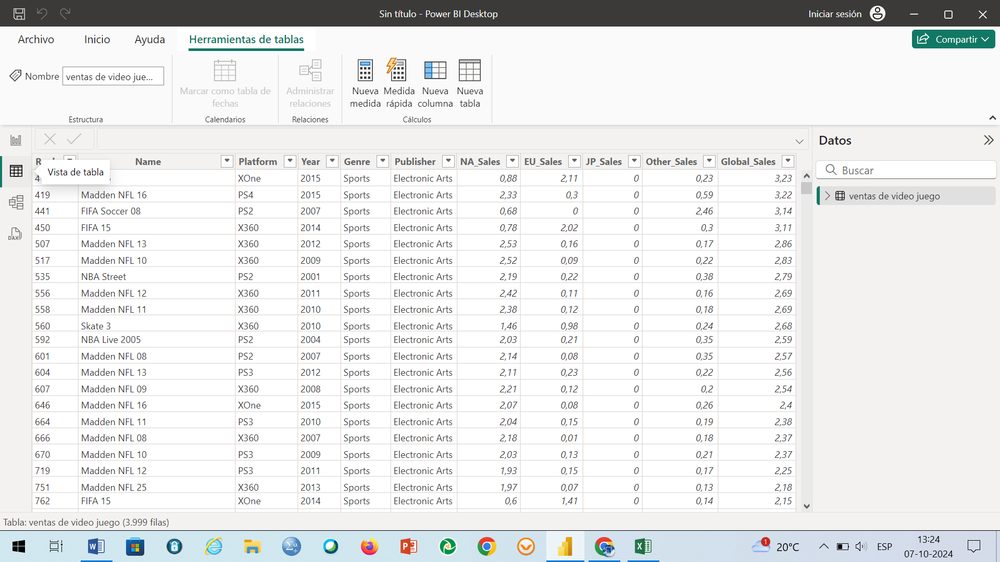 Sin título - Power BI Desktop
Iniciar sesión
Archivo Inicio Ayuda Herramientas de tablas
Compartir
Nombre ventas de video jue...
Marcar como tabla de fechas
Administrar relaciones
Nueva medida
Medida rápida
Nueva columna
Nueva tabla
Estructura Calendarios Relaciones Cálculos
Datos
Buscar
ventas de video juego
Vista de tabla
DAX
Name Platform Year Genre Publisher NA_Sales EU_Sales JP_Sales Other_Sales Global_Sales
XOne 2015 Sports Electronic Arts 0,88 2,11 0 0,23 3,23
419 Madden NFL 16 PS4 2015 Sports Electronic Arts 2,33 0,3 0 0,59 3,22
441 FIFA Soccer 08 PS2 2007 Sports Electronic Arts 0,68 0 0 2,46 3,14
450 FIFA 15 X360 2014 Sports Electronic Arts 0,78 2,02 0 0,3 3,11
507 Madden NFL 13 X360 2012 Sports Electronic Arts 2,53 0,16 0 0,17 2,86
517 Madden NFL 10 X360 2009 Sports Electronic Arts 2,52 0,09 0 0,22 2,83
535 NBA Street PS2 2001 Sports Electronic Arts 2,19 0,22 0 0,38 2,79
556 Madden NFL 12 X360 2011 Sports Electronic Arts 2,42 0,11 0 0,16 2,69
558 Madden NFL 11 X360 2010 Sports Electronic Arts 2,38 0,12 0 0,18 2,69
560 Skate 3 X360 2010 Sports Electronic Arts 1,46 0,98 0 0,24 2,68
592 NBA Live 2005 PS2 2004 Sports Electronic Arts 2,03 0,21 0 0,35 2,59
601 Madden NFL 08 PS2 2007 Sports Electronic Arts 2,14 0,08 0 0,35 2,57
604 Madden NFL 13 PS3 2012 Sports Electronic Arts 2,11 0,23 0 0,22 2,56
607 Madden NFL 09 X360 2008 Sports Electronic Arts 2,21 0,12 0 0,2 2,54
646 Madden NFL 16 XOne 2015 Sports Electronic Arts 2,07 0,08 0 0,26 2,4
664 Madden NFL 11 PS3 2010 Sports Electronic Arts 2,04 0,15 0 0,19 2,38
666 Madden NFL 08 X360 2007 Sports Electronic Arts 2,18 0,01 0 0,18 2,37
670 Madden NFL 10 PS3 2009 Sports Electronic Arts 2,03 0,13 0 0,21 2,37
719 Madden NFL 12 PS3 2011 Sports Electronic Arts 1,93 0,15 0 0,17 2,25
751 Madden NFL 25 X360 2013 Sports Electronic Arts 1,97 0,07 0 0,13 2,18
762 FIFA 15 XOne 2014 Sports Electronic Arts 0,6 1,41 0 0,14 2,15
Tabla: ventas de video juego (3.999 filas)
1 20°C ESP 13:24
07-10-2024